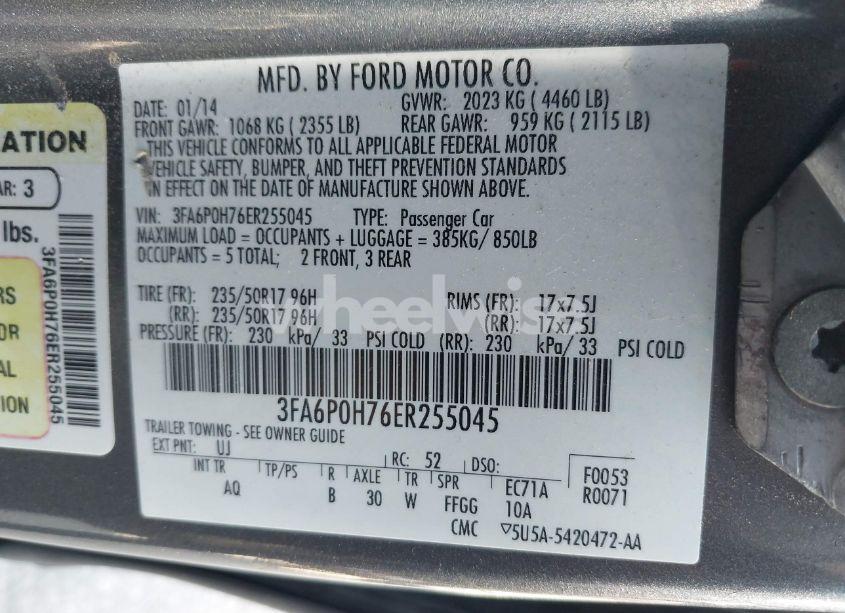 ATION
AR: 3
lbs.
RS
OR
AL
ION
3FA6P0H76ER255045
MFD. BY FORD MOTOR CO.
DATE: 01/14 GVWR: 2023 KG ( 4460 LB)
FRONT GAWR: 1068 KG ( 2355 LB) REAR GAWR: 959 KG ( 2115 LB)
THIS VEHICLE CONFORMS TO ALL APPLICABLE FEDERAL MOTOR
VEHICLE SAFETY, BUMPER, AND THEFT PREVENTION STANDARDS
IN EFFECT ON THE DATE OF MANUFACTURE SHOWN ABOVE.
VIN: 3FA6P0H76ER255045 TYPE: Passenger Car
MAXIMUM LOAD = OCCUPANTS + LUGGAGE = 385KG/ 850LB
OCCUPANTS = 5 TOTAL; 2 FRONT, 3 REAR
TIRE (FR): 235/50R17 96H RIMS (FR): 17x7.5J
(RR): 235/50R17 96H (RR): 17x7.5J
PRESSURE (FR): 230 kPa/ 33 PSI COLD (RR): 230 kPa/ 33 PSI COLD
wheelwise
3FA6P0H76ER255045
TRAILER TOWING - SEE OWNER GUIDE
EXT PNT: UJ RC: 52 DSO: F0053
INT TR TP/PS R AXLE TR SPR EC71A R0071
AQ B 30 W FFGG 10A
CMC ▽5U5A-5420472-AA